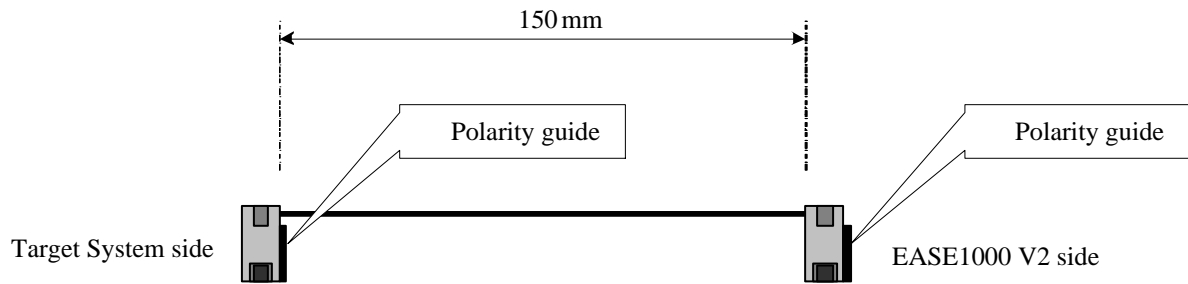 150 mm
Polarity guide
Polarity guide
Target System side
EASE1000 V2 side